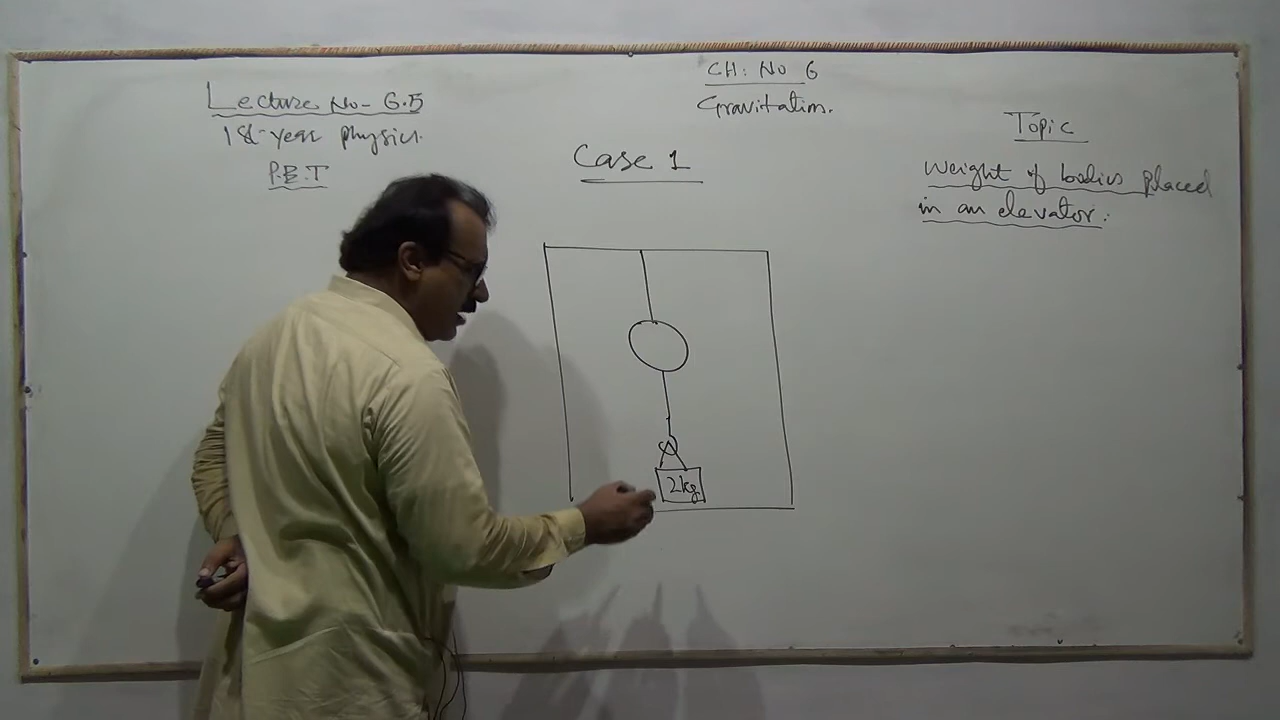 Lecture No - 6.5
1st-year physics.
P.B.T
CH: No 6
Gravitation.
Topic
Weight of bodies placed
in an elevator.
Case 1
2kg